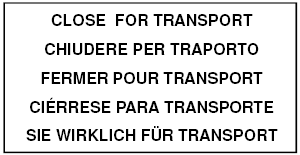 CLOSE FOR TRANSPORT
CHIUDERE PER TRAPORTO
FERMER POUR TRANSPORT
CIÉRRESE PARA TRANSPORTE
SIE WIRKLICH FÜR TRANSPORT